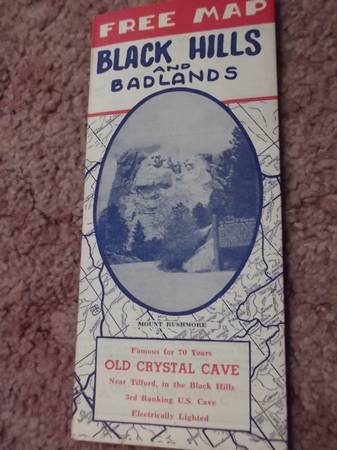 FREE MAP
BLACK HILLS
AND
BADLANDS
MOUNT RUSHMORE
Famous for 70 Years
OLD CRYSTAL CAVE
Near Tilford, in the Black Hills
3rd Ranking U.S. Cave
Electrically Lighted